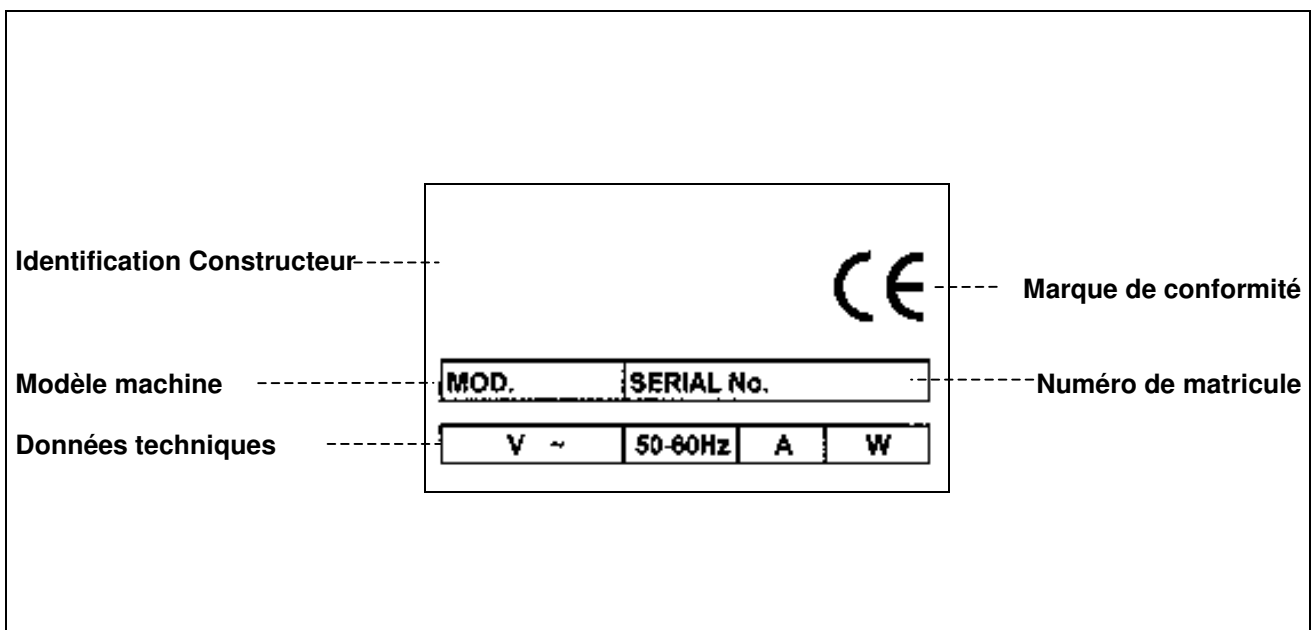 Identification Constructeur
CE
Marque de conformité
Modèle machine
MOD. SERIAL No.
Numéro de matricule
Données techniques
V ~ 50-60Hz A W